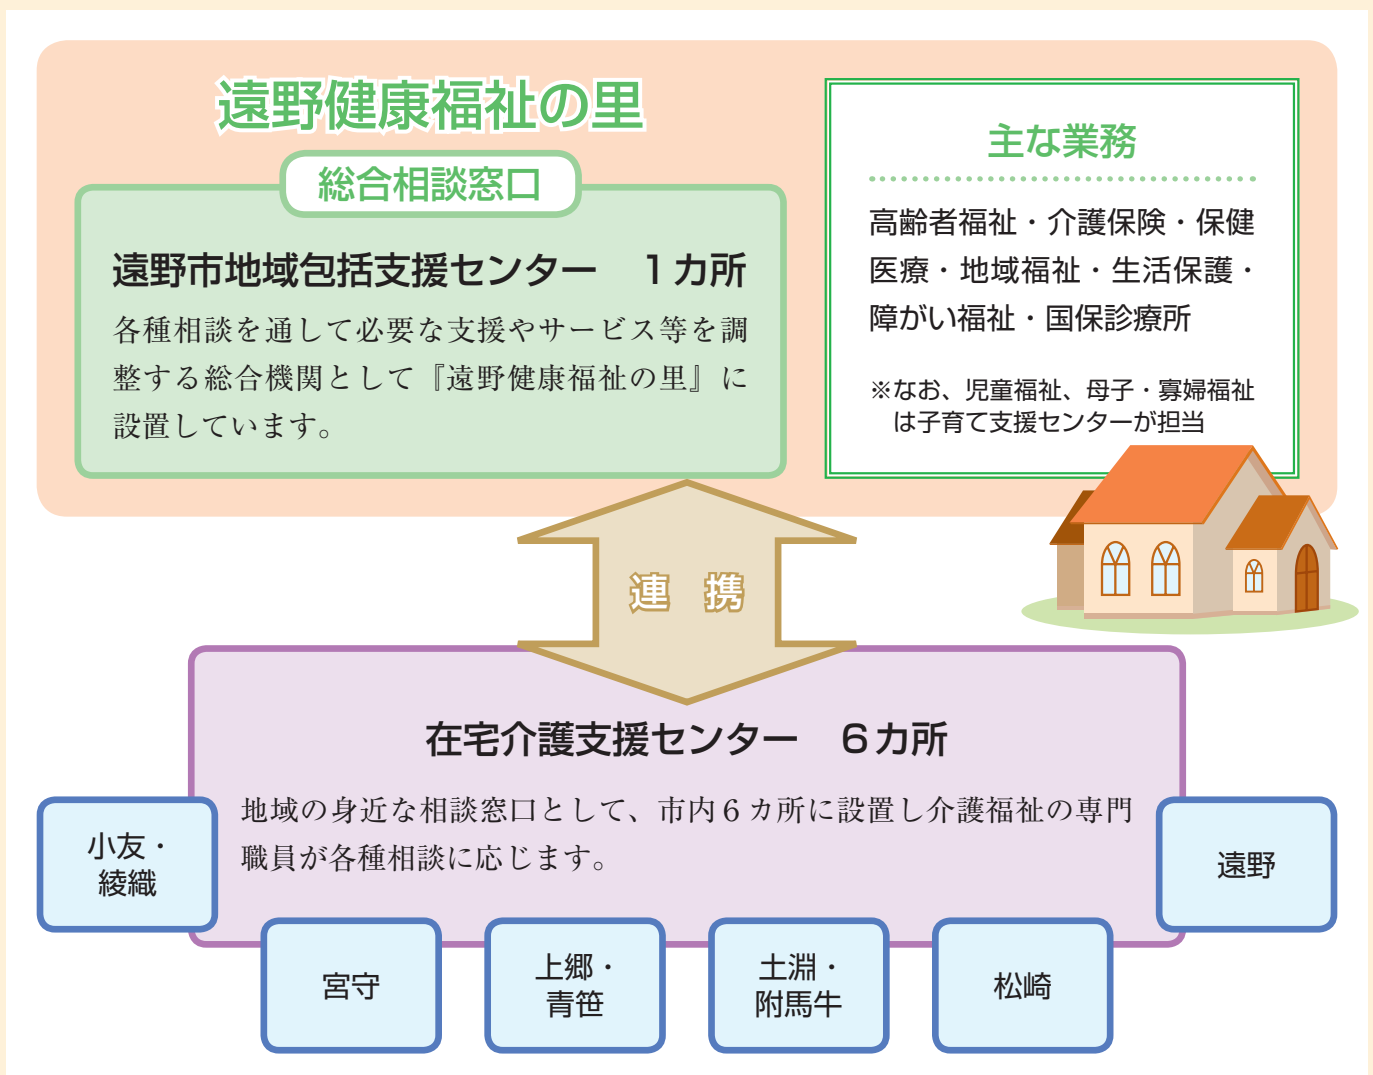 遠野健康福祉の里
総合相談窓口
遠野市地域包括支援センター　１カ所
各種相談を通して必要な支援やサービス等を調
整する総合機関として『遠野健康福祉の里』に
設置しています。
主な業務
高齢者福祉・介護保険・保健
医療・地域福祉・生活保護・
障がい福祉・国保診療所
※なお、児童福祉、母子・寡婦福祉
は子育て支援センターが担当
連　携
在宅介護支援センター　６カ所
地域の身近な相談窓口として、市内６カ所に設置し介護福祉の専門
職員が各種相談に応じます。
小友・
綾織
宮守
上郷・
青笹
土淵・
附馬牛
松崎
遠野